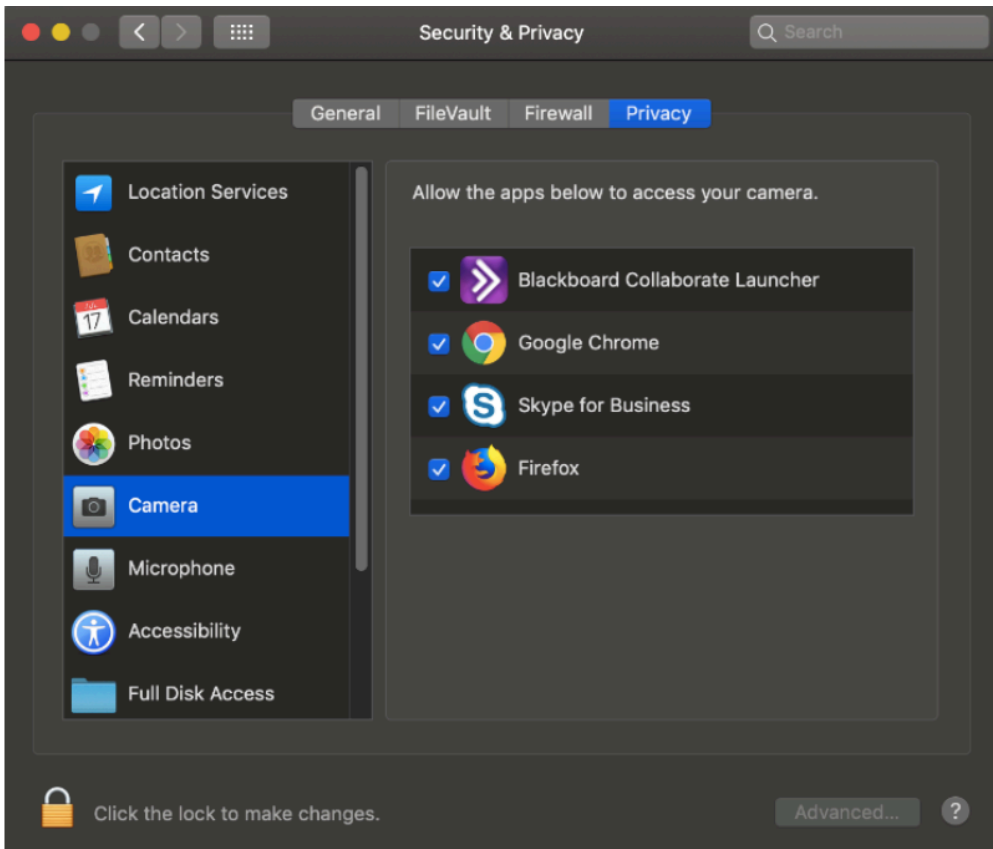 Security & Privacy
Search
General FileVault Firewall Privacy
Location Services
Contacts
Calendars
17
Reminders
Photos
Camera
Microphone
Accessibility
Full Disk Access
Allow the apps below to access your camera.
Blackboard Collaborate Launcher
Google Chrome
S
Skype for Business
Firefox
Click the lock to make changes.
Advanced...
?